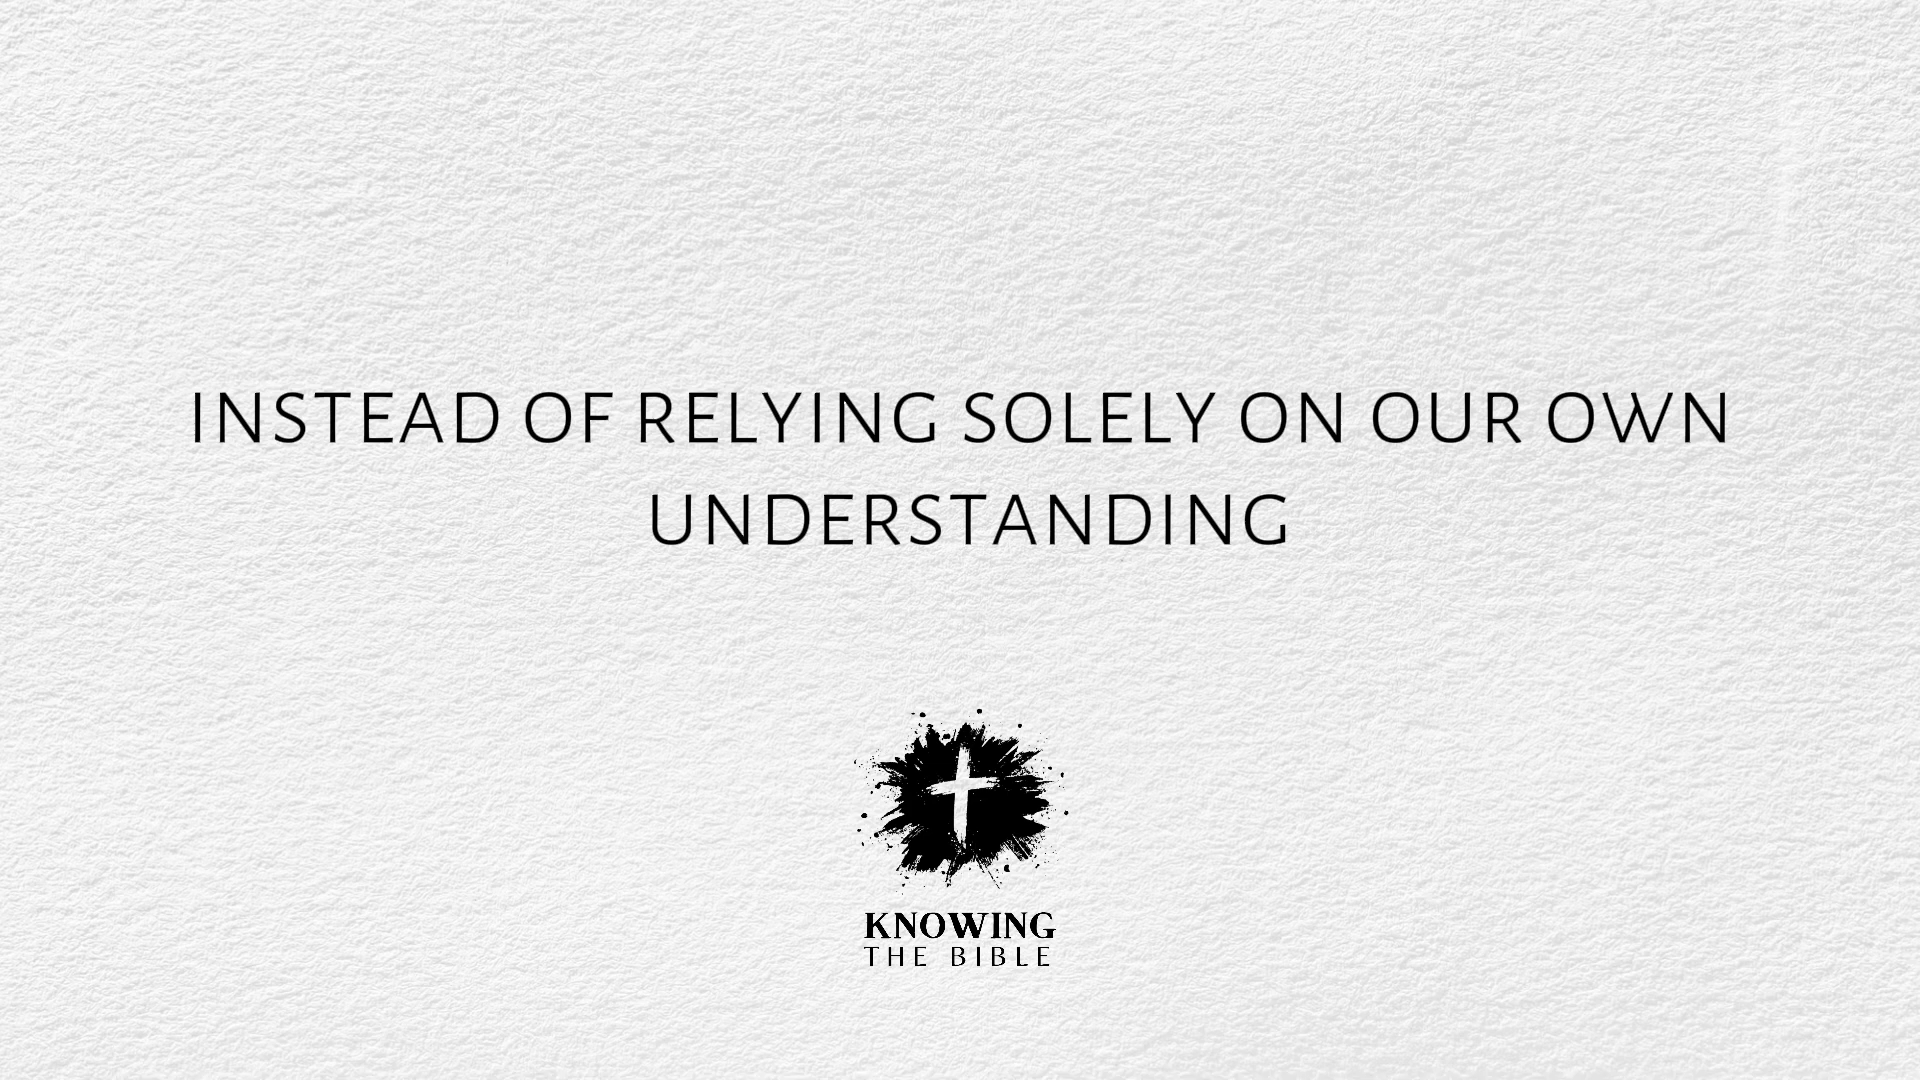 INSTEAD OF RELYING SOLELY ON OUR OWN
UNDERSTANDING
KNOWING
THE BIBLE